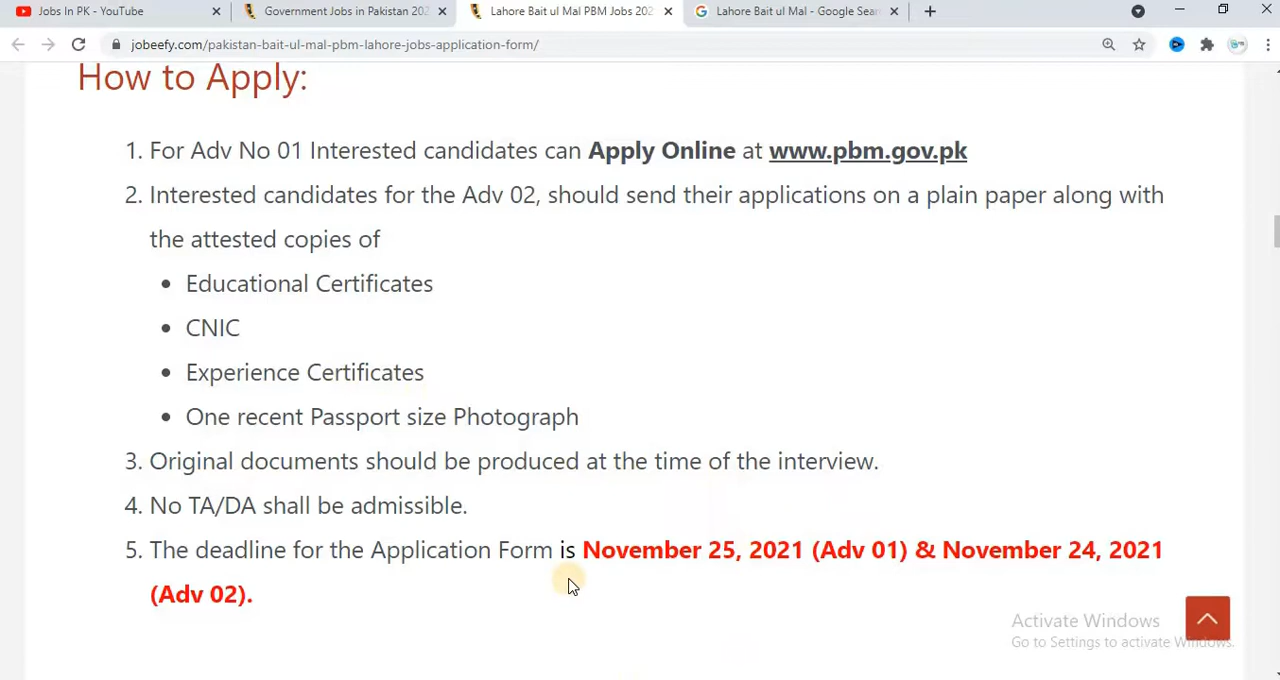 Jobs In PK - YouTube
Government Jobs in Pakistan 202
Lahore Bait ul Mal PBM Jobs 202
Lahore Bait ul Mal - Google Sear
jobeefy.com/pakistan-bait-ul-mal-pbm-lahore-jobs-application-form/
How to Apply:
1. For Adv No 01 Interested candidates can Apply Online at www.pbm.gov.pk
2. Interested candidates for the Adv 02, should send their applications on a plain paper along with
the attested copies of
• Educational Certificates
• CNIC
• Experience Certificates
• One recent Passport size Photograph
3. Original documents should be produced at the time of the interview.
4. No TA/DA shall be admissible.
5. The deadline for the Application Form is November 25, 2021 (Adv 01) & November 24, 2021
(Adv 02).
Activate Windows
Go to Settings to activate Windows.